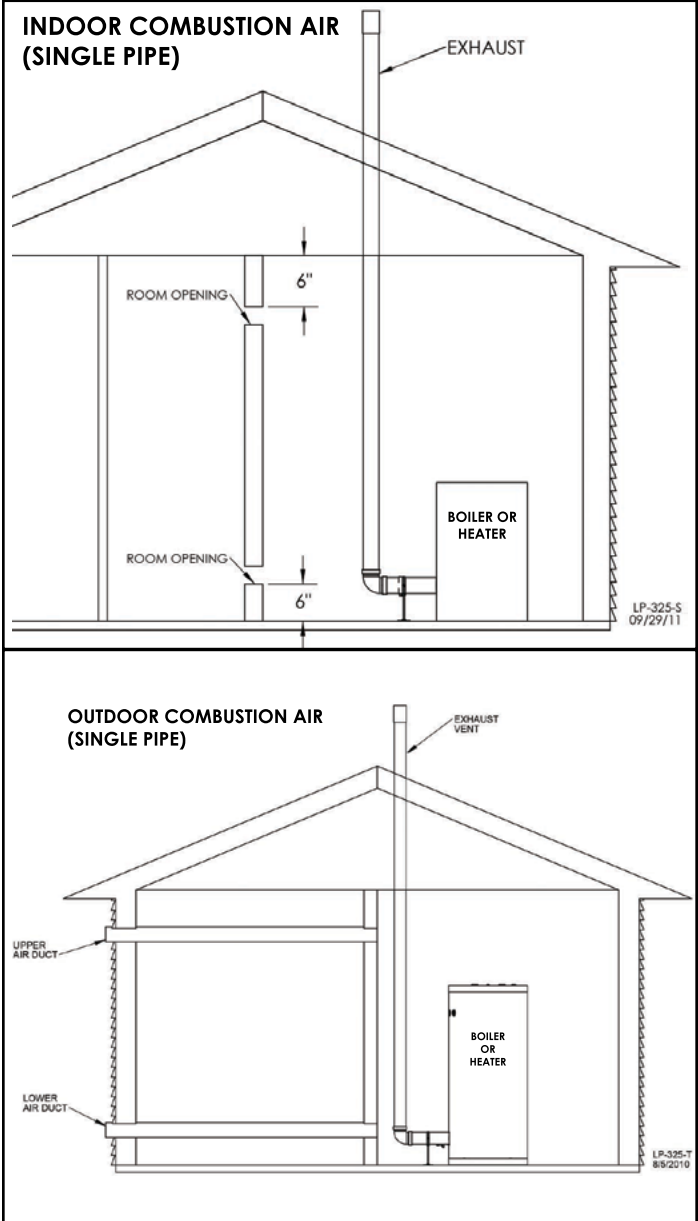 INDOOR COMBUSTION AIR
(SINGLE PIPE)
EXHAUST
6"
ROOM OPENING
BOILER OR
HEATER
ROOM OPENING
6"
LP-325-S
09/29/11
OUTDOOR COMBUSTION AIR
(SINGLE PIPE)
EXHAUST
VENT
UPPER
AIR DUCT
BOILER
OR
HEATER
LOWER
AIR DUCT
LP-325-T
8/5/2010